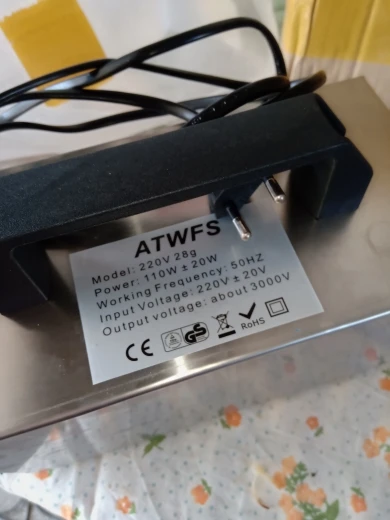 ATWFS
Model: 220V 28g
Power: 110W ± 20W
Working Frequency: 50HZ
Input Voltage: 220V ± 20V
Output voltage: about 3000V
CE GS RoHS